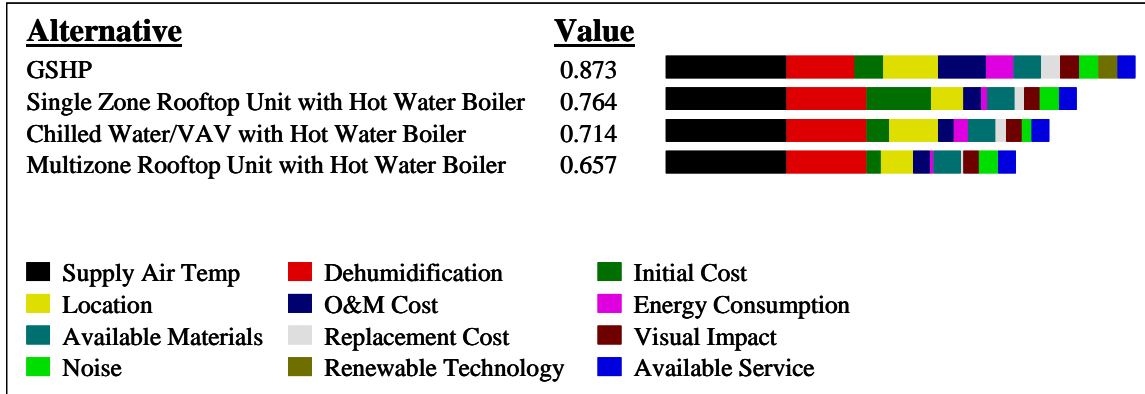 Alternative Value
GSHP 0.873
Single Zone Rooftop Unit with Hot Water Boiler 0.764
Chilled Water/VAV with Hot Water Boiler 0.714
Multizone Rooftop Unit with Hot Water Boiler 0.657
Supply Air Temp Dehumidification Initial Cost
Location O&M Cost Energy Consumption
Available Materials Replacement Cost Visual Impact
Noise Renewable Technology Available Service